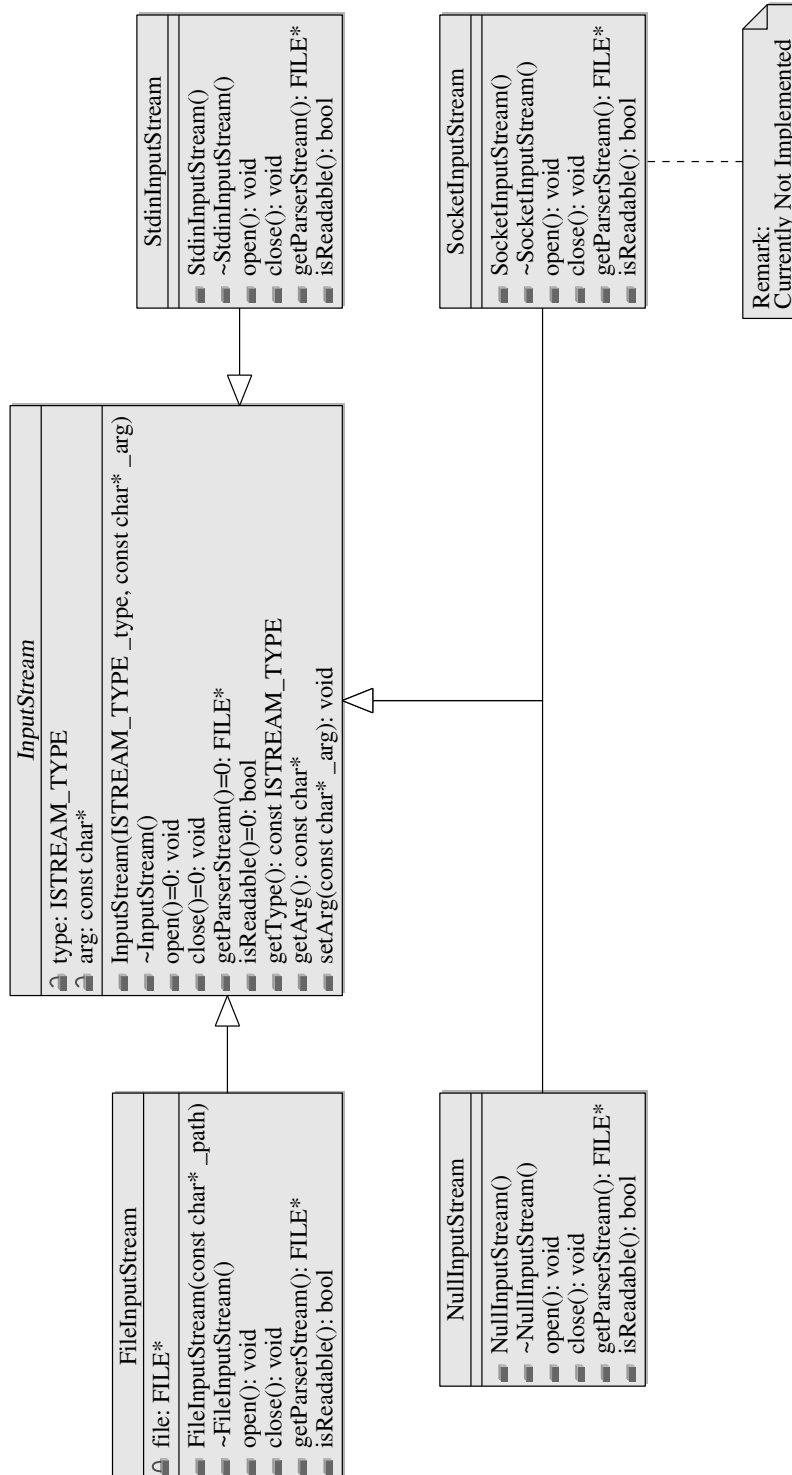 FileInputStream
file: FILE*
FileInputStream(const char* _path)
~FileInputStream()
open(): void
close(): void
getParserStream(): FILE*
isReadable(): bool
InputStream
type: ISTREAM_TYPE
arg: const char*
InputStream(ISTREAM_TYPE _type, const char* _arg)
~InputStream()
open()=0: void
close()=0: void
getParserStream()=0: FILE*
isReadable()=0: bool
getType(): const ISTREAM_TYPE
getArg(): const char*
setArg(const char* _arg): void
StdinInputStream
StdinInputStream()
~StdinInputStream()
open(): void
close(): void
getParserStream(): FILE*
isReadable(): bool
NullInputStream
NullInputStream()
~NullInputStream()
open(): void
close(): void
getParserStream(): FILE*
isReadable(): bool
SocketInputStream
SocketInputStream()
~SocketInputStream()
open(): void
close(): void
getParserStream(): FILE*
isReadable(): bool
Remark:
Currently Not Implemented